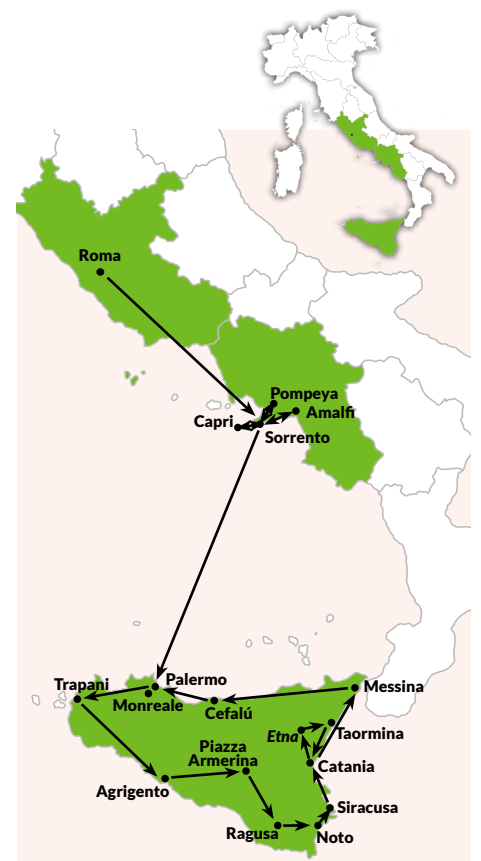 Roma
Pompeya
Amalfi
Capri
Sorrento
Palermo
Trapani
Monreale
Cefalú
Messina
Etna
Taormina
Piazza
Armerina
Catania
Agrigento
Siracusa
Ragusa
Noto